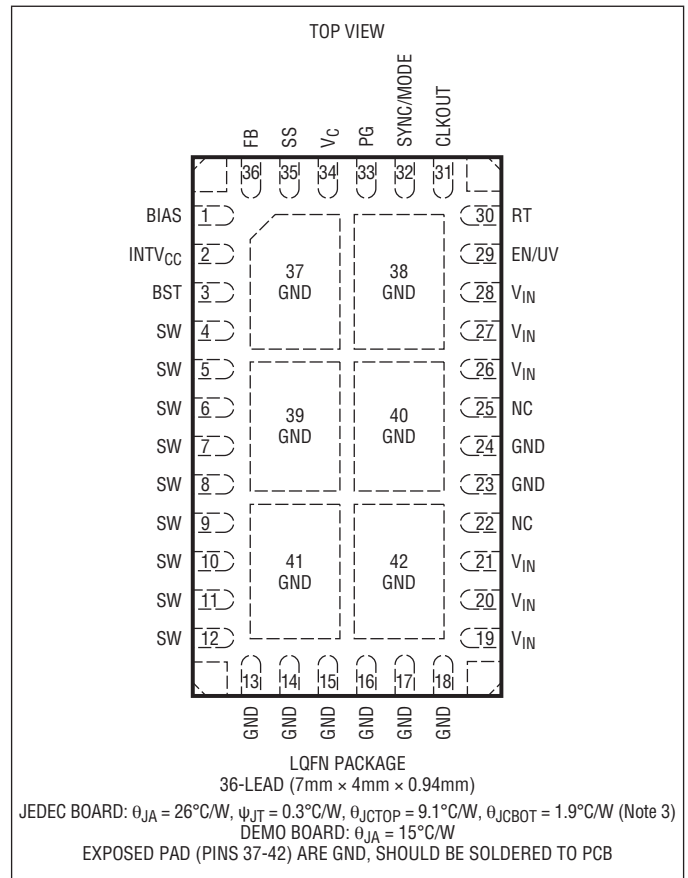 TOP VIEW
FB SS VC PG SYNC/MODE CLKOUT
36 35 34 33 32 31
BIAS 1 30 RT
INTVCC 2 29 EN/UV
37 GND 38 GND
BST 3 28 VIN
SW 4 27 VIN
SW 5 26 VIN
SW 6 25 NC
39 GND 40 GND
SW 7 24 GND
SW 8 23 GND
SW 9 22 NC
SW 10 21 VIN
41 GND 42 GND
SW 11 20 VIN
SW 12 19 VIN
13 14 15 16 17 18
GND GND GND GND GND GND
LQFN PACKAGE
36-LEAD (7mm × 4mm × 0.94mm)
JEDEC BOARD: θJA = 26°C/W, ψJT = 0.3°C/W, θJCTOP = 9.1°C/W, θJCBOT = 1.9°C/W (Note 3)
DEMO BOARD: θJA = 15°C/W
EXPOSED PAD (PINS 37-42) ARE GND, SHOULD BE SOLDERED TO PCB